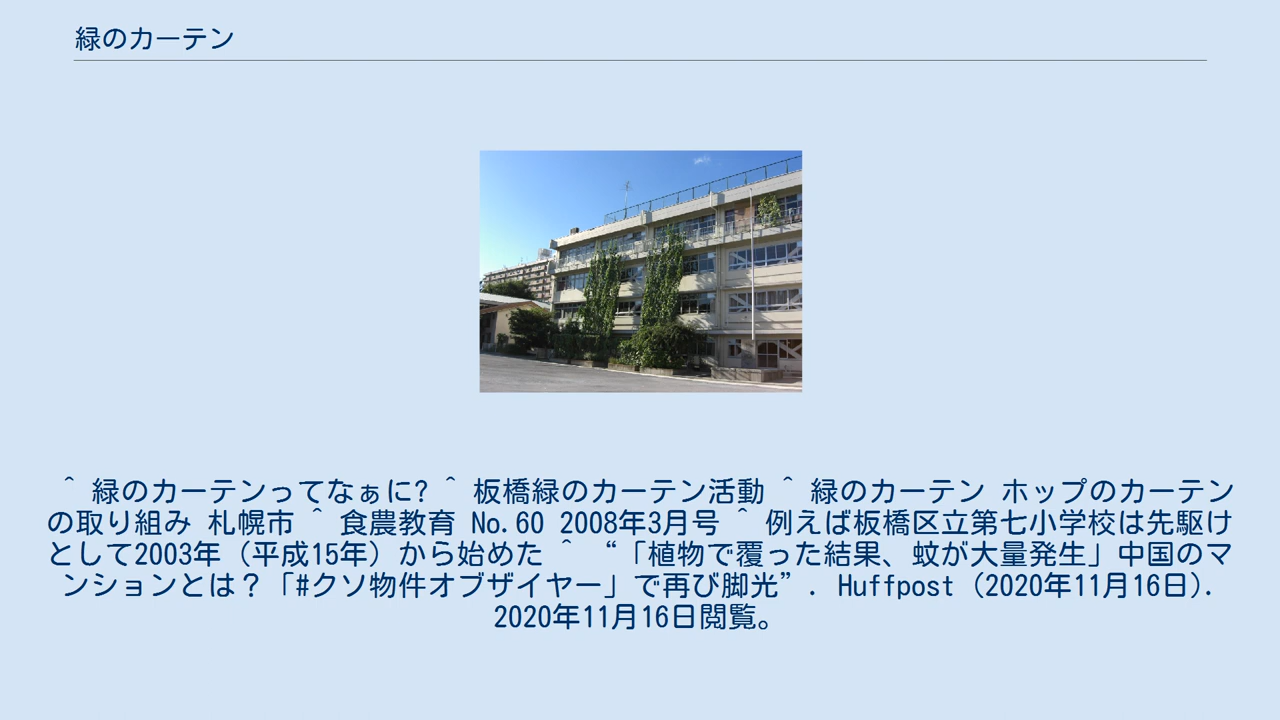 緑のカーテン
^ 緑のカーテンってなぁに? ^ 板橋緑のカーテン活動 ^ 緑のカーテン ホップのカーテン
の取り組み 札幌市 ^ 食農教育 No.60 2008年3月号 ^ 例えば板橋区立第七小学校は先駆け
として2003年（平成15年）から始めた ^ “「植物で覆った結果、蚊が大量発生」中国のマ
ンションとは？「#クソ物件オブザイヤー」で再び脚光”. Huffpost (2020年11月16日).
2020年11月16日閲覧。